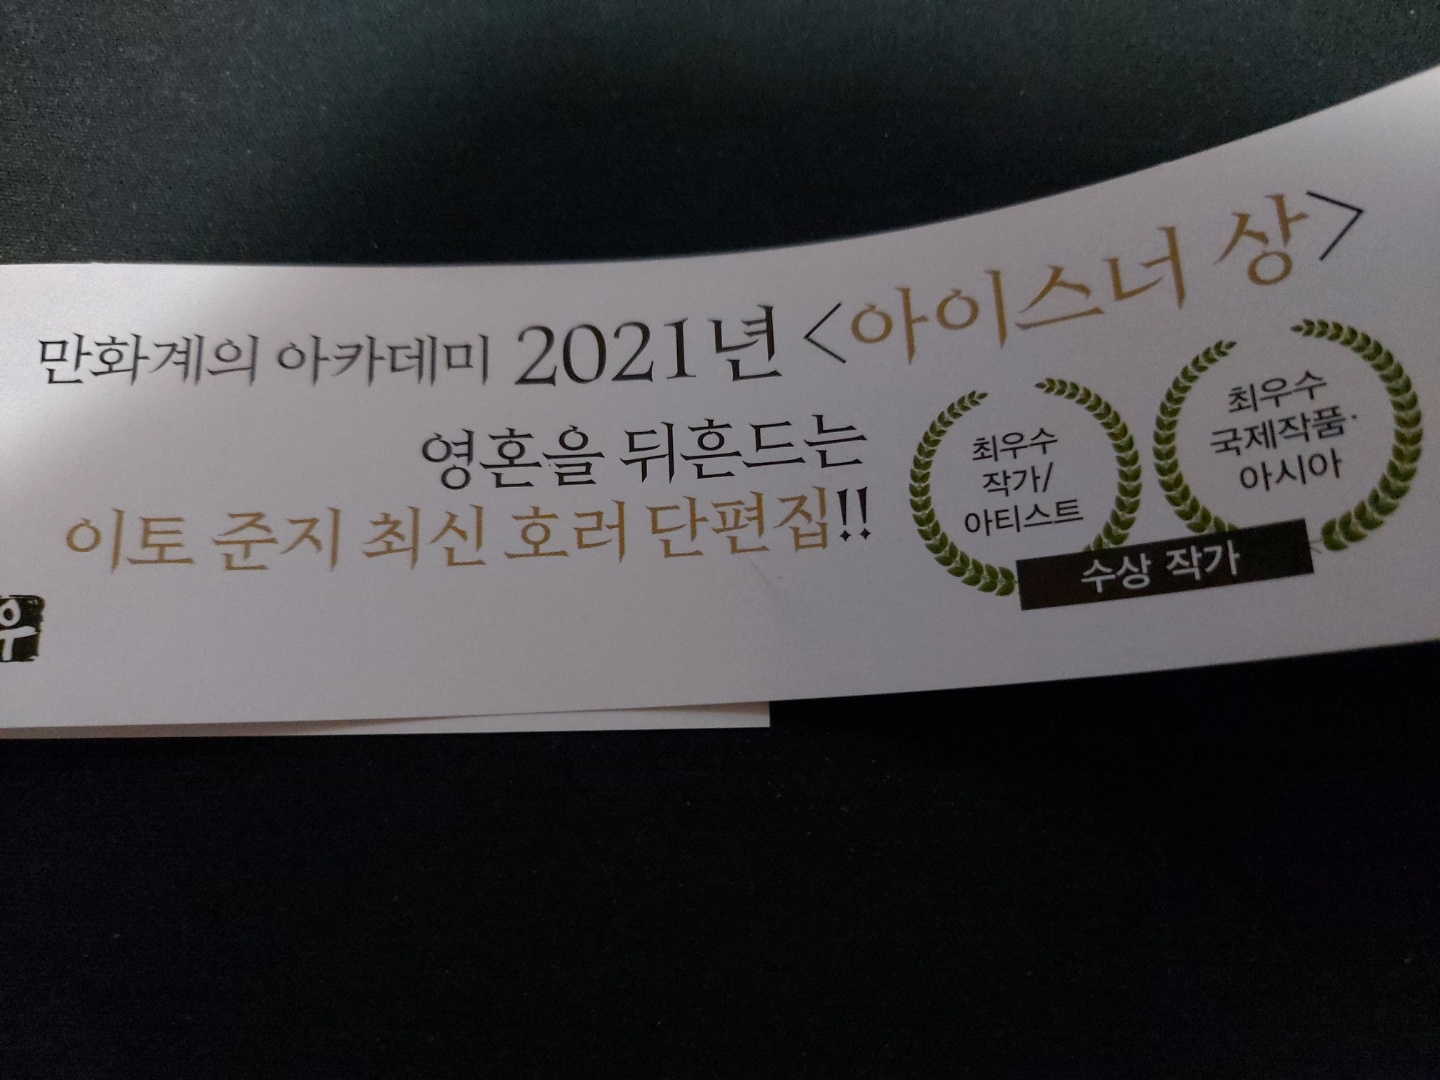 만화계의 아카데미 2021년 <아이스너 상>
영혼을 뒤흔드는
이토 준지 최신 호러 단편집!!
최우수
작가/
아티스트
최우수
국제작품·
아시아
수상 작가
우